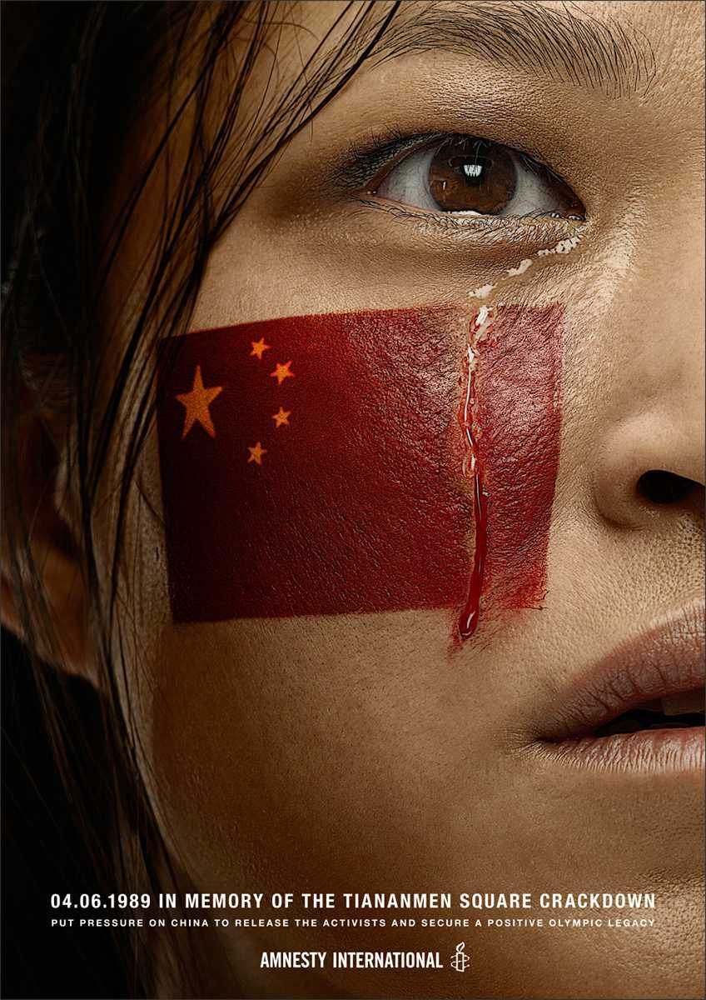 04.06.1989 IN MEMORY OF THE TIANANMEN SQUARE CRACKDOWN
PUT PRESSURE ON CHINA TO RELEASE THE ACTIVISTS AND SECURE A POSITIVE OLYMPIC LEGACY
AMNESTY INTERNATIONAL